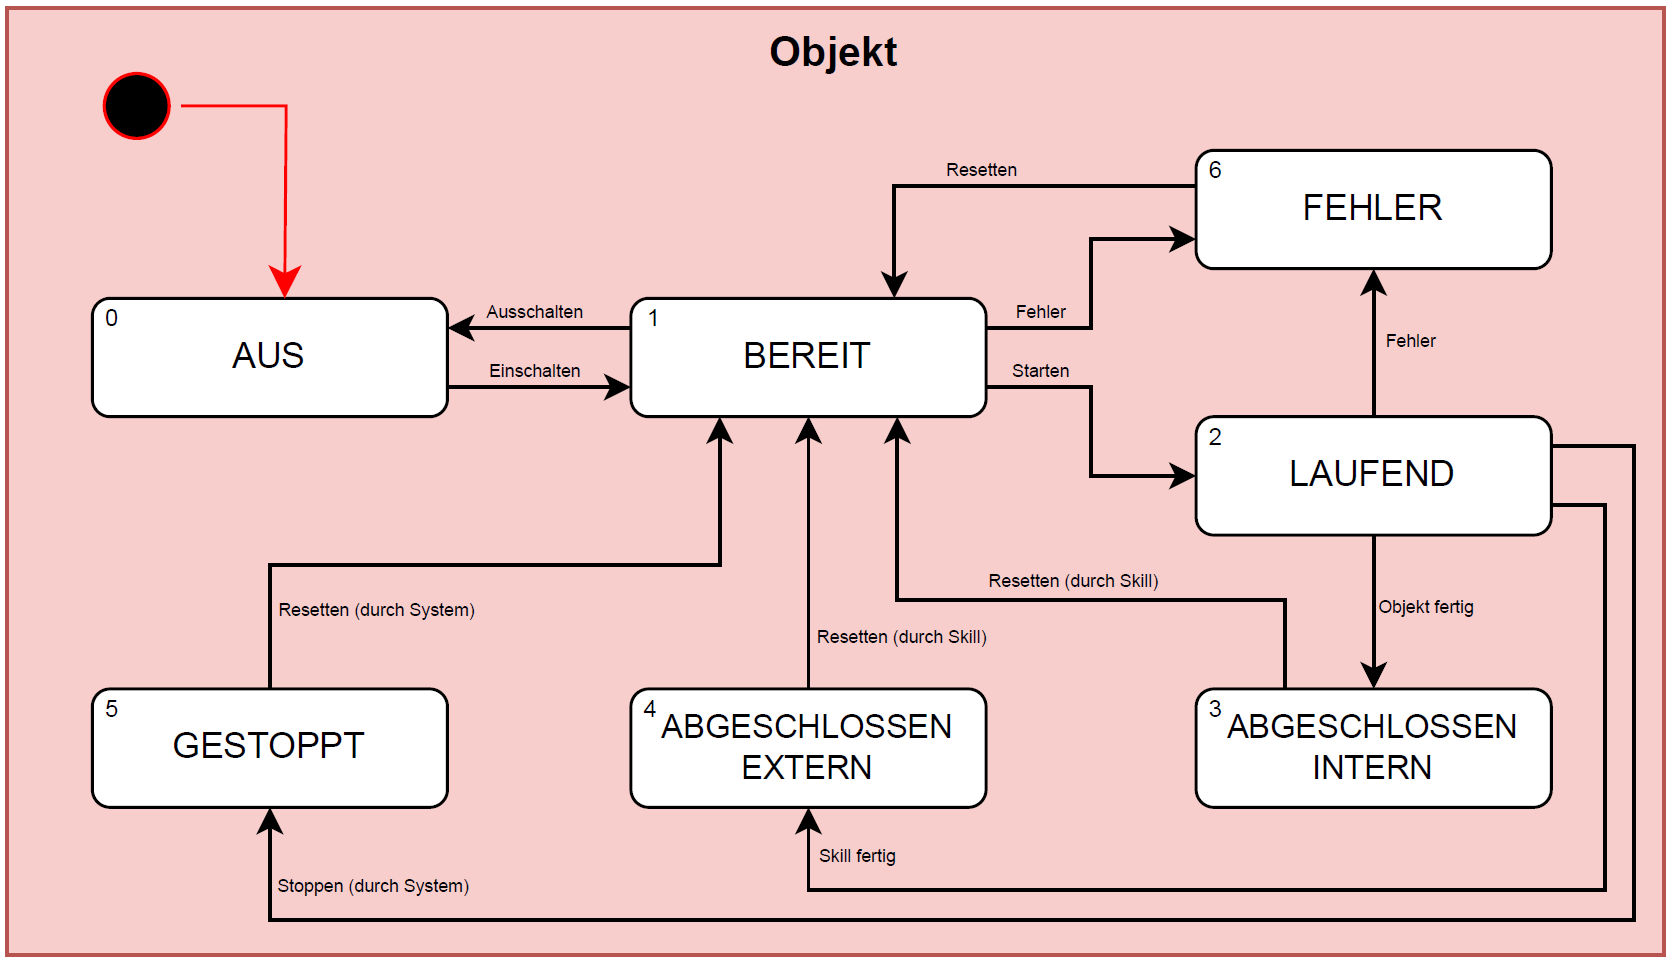 Objekt
Resetten
6
FEHLER
0
AUS
Ausschalten
Einschalten
1
BEREIT
Fehler
Starten
Fehler
2
LAUFEND
Resetten (durch System)
Resetten (durch Skill)
Resetten (durch Skill)
Objekt fertig
5
GESTOPPT
4
ABGESCHLOSSEN
EXTERN
3
ABGESCHLOSSEN
INTERN
Skill fertig
Stoppen (durch System)